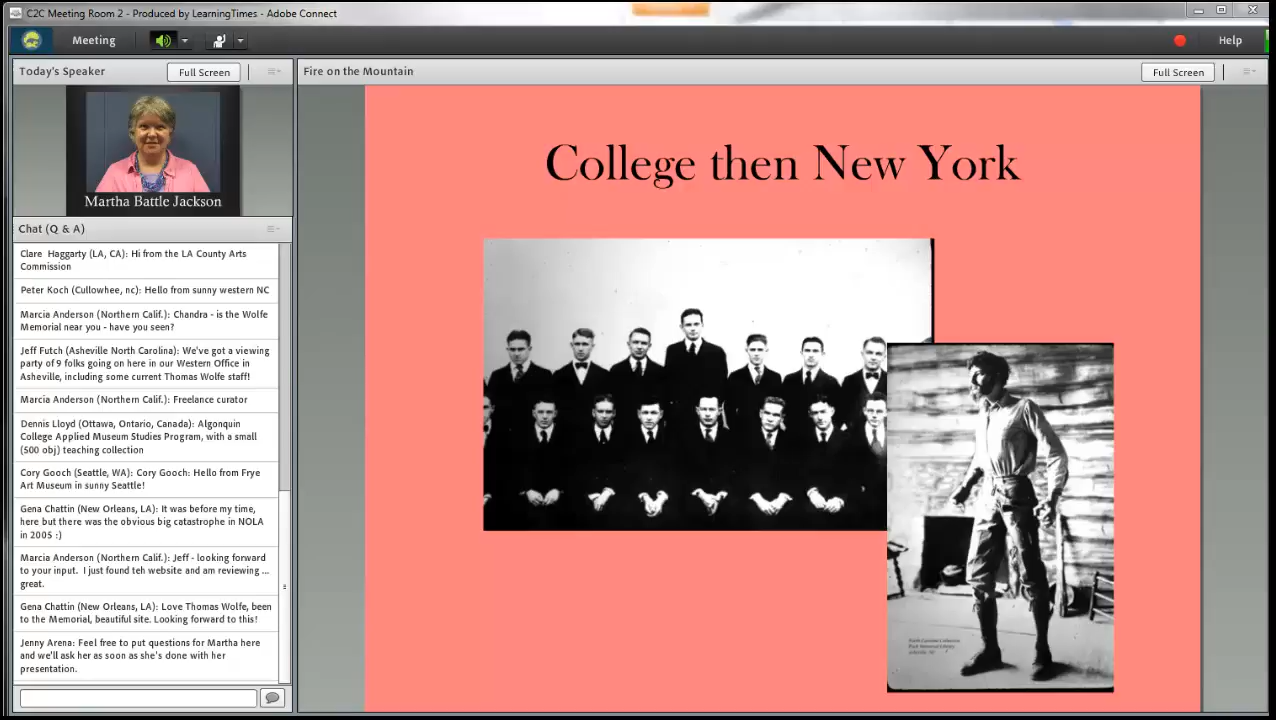 C2C Meeting Room 2 - Produced by LearningTimes - Adobe Connect
Meeting
Help
Today's Speaker
Full Screen
Martha Battle Jackson
Chat (Q & A)
Clare Haggarty (LA, CA): Hi from the LA County Arts
Commission
Peter Koch (Cullowhee, nc): Hello from sunny western NC
Marcia Anderson (Northern Calif.): Chandra - is the Wolfe
Memorial near you - have you seen?
Jeff Futch (Asheville North Carolina): We've got a viewing
party of 9 folks going on here in our Western Office in
Asheville, including some current Thomas Wolfe staff!
Marcia Anderson (Northern Calif.): Freelance curator
Dennis Lloyd (Ottawa, Ontario, Canada): Algonquin
College Applied Museum Studies Program, with a small
(500 obj) teaching collection
Cory Gooch (Seattle, WA): Cory Gooch: Hello from Frye
Art Museum in sunny Seattle!
Gena Chattin (New Orleans, LA): It was before my time,
here but there was the obvious big catastrophe in NOLA
in 2005 :)
Marcia Anderson (Northern Calif.): Jeff - looking forward
to your input. I just found teh website and am reviewing ...
great.
Gena Chattin (New Orleans, LA): Love Thomas Wolfe, been
to the Memorial, beautiful site. Looking forward to this!
Jenny Arena: Feel free to put questions for Martha here
and we'll ask her as soon as she's done with her
presentation.
Fire on the Mountain
Full Screen
College then New York
North Carolina Collection
Pack Memorial Library
Asheville, NC